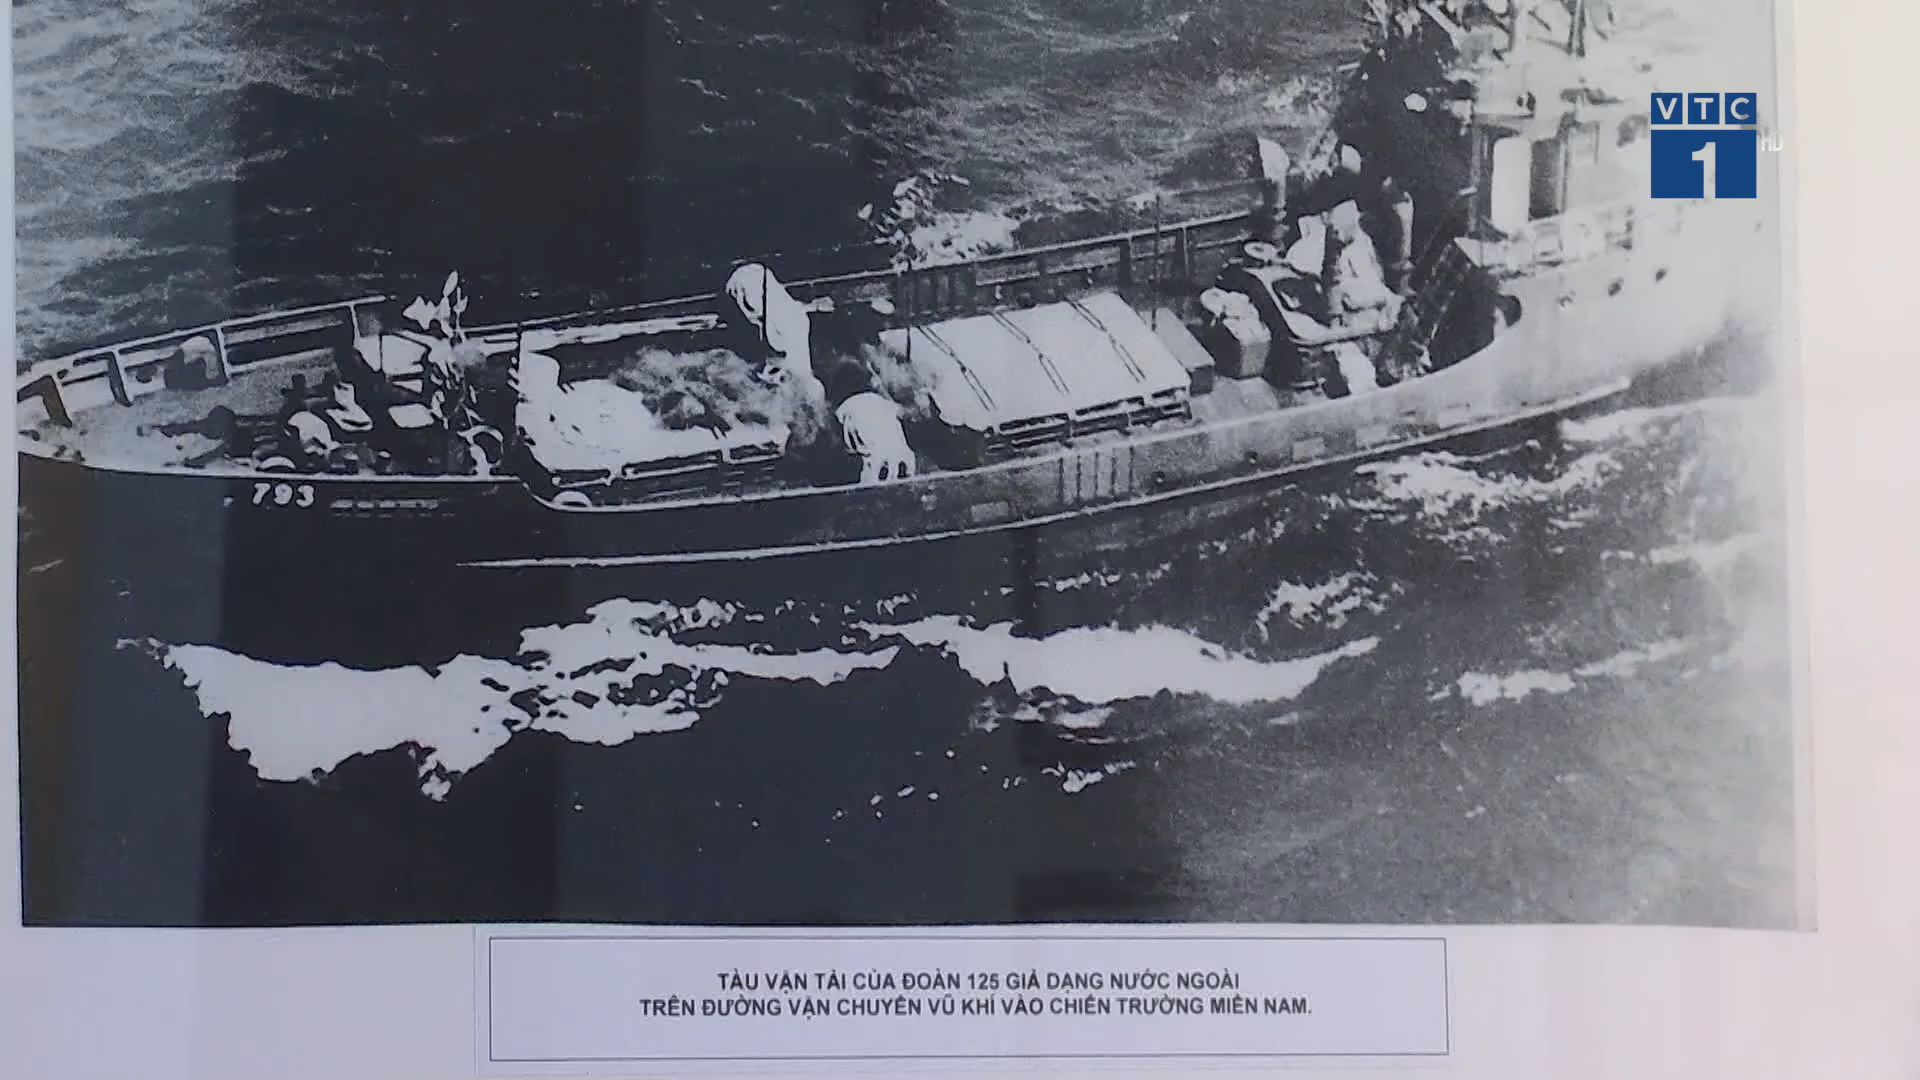 VTC
1
HD
793
TÀU VẬN TẢI CỦA ĐOÀN 125 GIẢ DẠNG NƯỚC NGOÀI
TRÊN ĐƯỜNG VẬN CHUYỂN VŨ KHÍ VÀO CHIẾN TRƯỜNG MIỀN NAM.